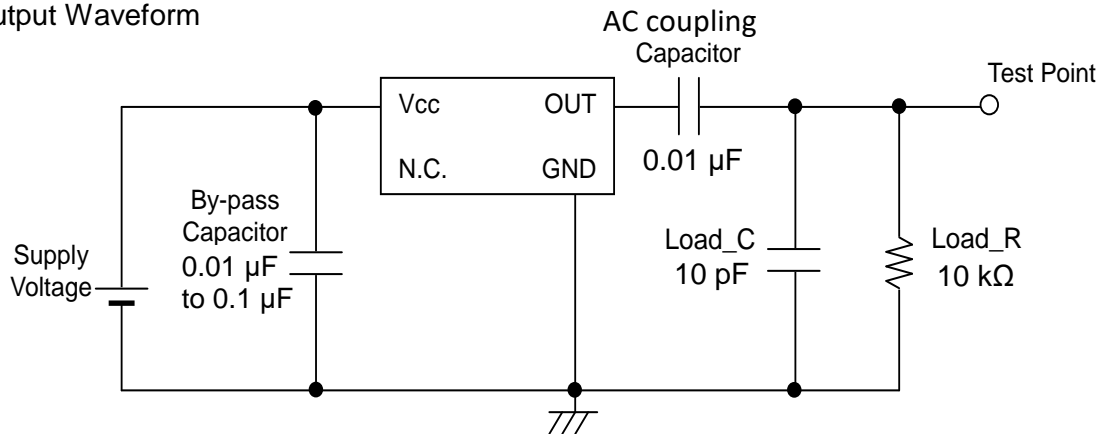 utput Waveform
AC coupling
Capacitor
Test Point
Vcc
OUT
N.C.
GND
0.01 µF
By-pass
Capacitor
0.01 µF
to 0.1 µF
Supply
Voltage
Load_C
10 pF
Load_R
10 kΩ